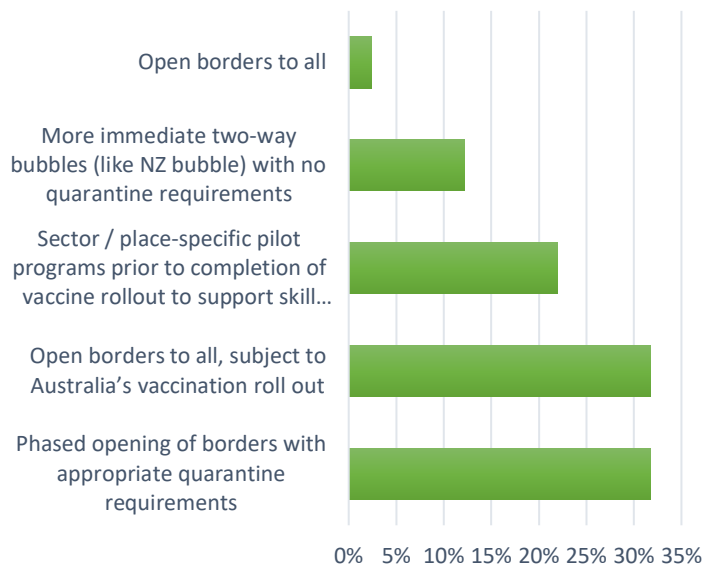 Open borders to all
More immediate two-way
bubbles (like NZ bubble) with no
quarantine requirements
Sector / place-specific pilot
programs prior to completion of
vaccine rollout to support skill…
Open borders to all, subject to
Australia’s vaccination roll out
Phased opening of borders with
appropriate quarantine
requirements
0% 5% 10% 15% 20% 25% 30% 35%